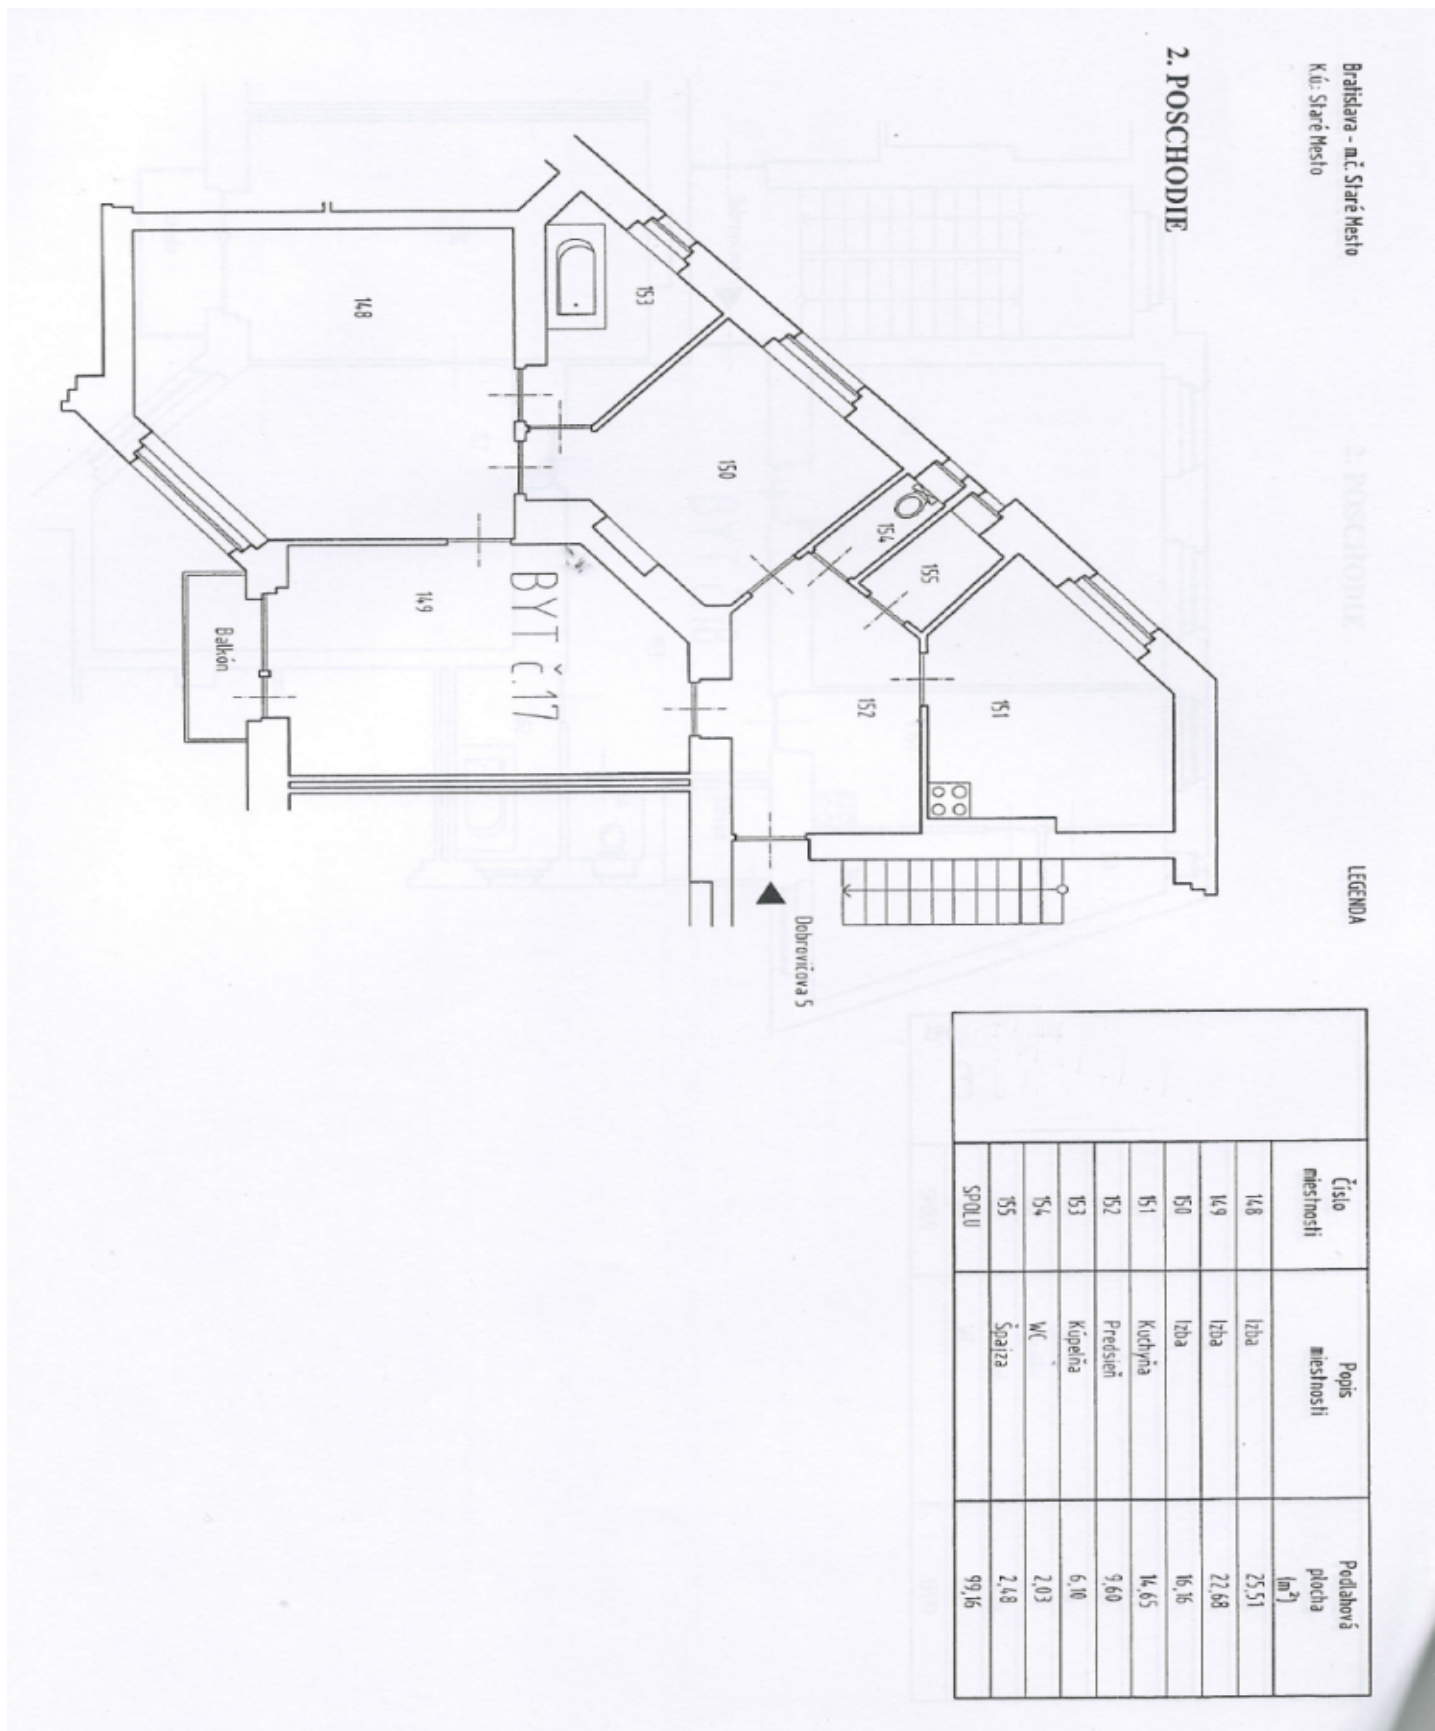 Bratislava - m.č. Staré Mesto
K.ú.: Staré Mesto
2. POSCHODIE
LEGENDA
Číslo miestnosti Popis miestnosti Podlahová plocha (m²)
148 Izba 25,51
149 Izba 22,68
150 Izba 16,16
151 Kuchyňa 14,65
152 Predsieň 9,60
153 Kúpelňa 6,10
154 WC 2,03
155 Špajza 2,48
SPOLU 99,16
151
155
154
152
Dobrovičova 5
150
153
BYT č.17
149
148
Balkón